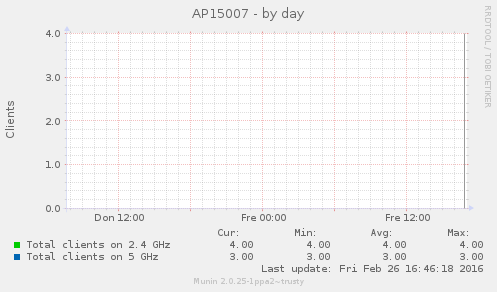 AP15007 - by day
RRDTOOL / TOBI OETIKER
Clients
4.0
3.0
2.0
1.0
0.0
Don 12:00 Fre 00:00 Fre 12:00
Cur: Min: Avg: Max:
Total clients on 2.4 GHz 4.00 4.00 4.00 4.00
Total clients on 5 GHz 3.00 3.00 3.00 3.00
Last update: Fri Feb 26 16:46:18 2016
Munin 2.0.25-1ppa2~trusty